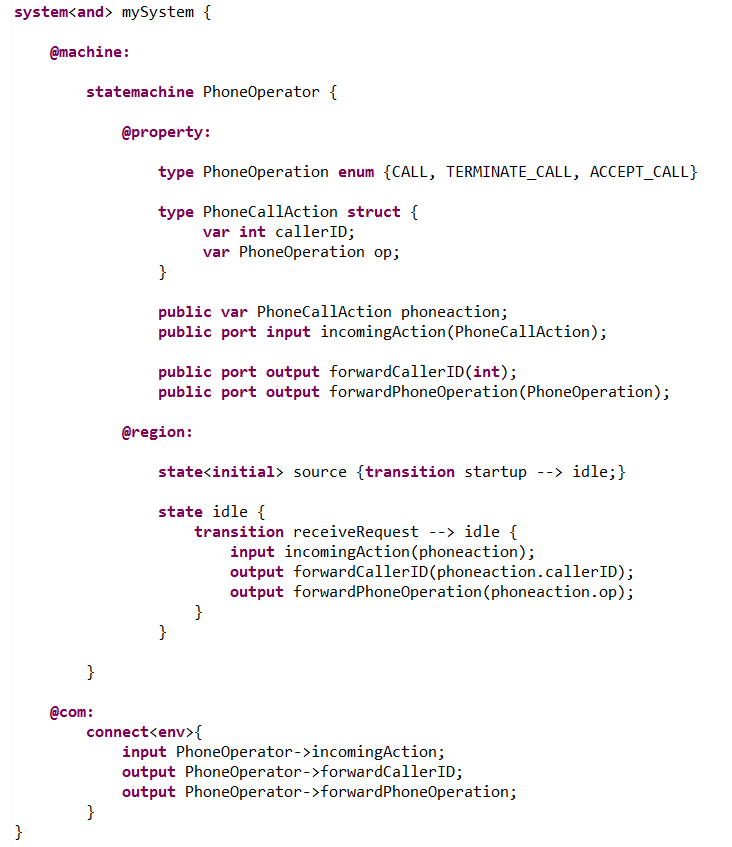 system<and> mySystem {
@machine:
statemachine PhoneOperator {
@property:
type PhoneOperation enum {CALL, TERMINATE_CALL, ACCEPT_CALL}
type PhoneCallAction struct {
var int callerID;
var PhoneOperation op;
}
public var PhoneCallAction phoneaction;
public port input incomingAction(PhoneCallAction);
public port output forwardCallerID(int);
public port output forwardPhoneOperation(PhoneOperation);
@region:
state<initial> source {transition startup --> idle;}
state idle {
transition receiveRequest --> idle {
input incomingAction(phoneaction);
output forwardCallerID(phoneaction.callerID);
output forwardPhoneOperation(phoneaction.op);
}
}
}
@com:
connect<env>{
input PhoneOperator->incomingAction;
output PhoneOperator->forwardCallerID;
output PhoneOperator->forwardPhoneOperation;
}
}